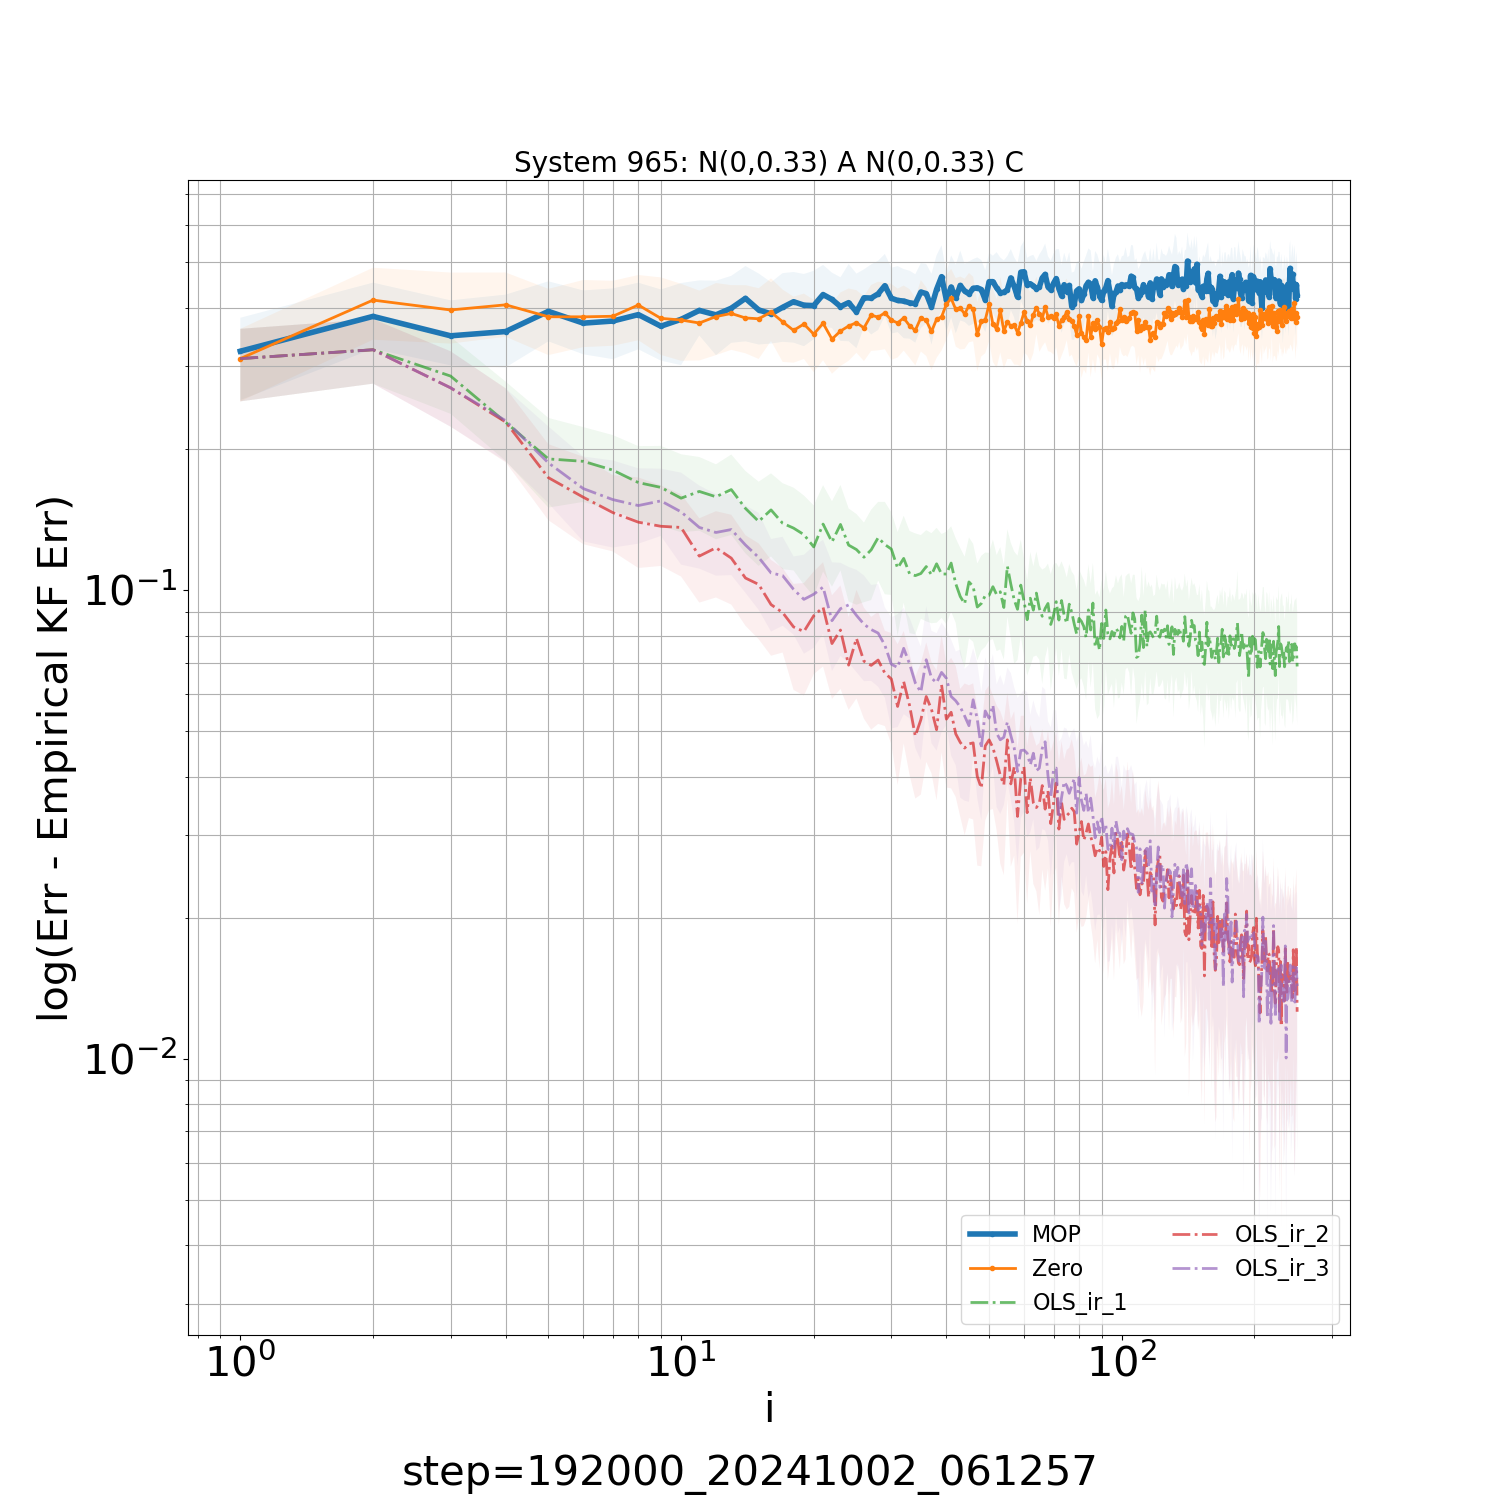 System 965: N(0,0.33) A N(0,0.33) C
log(Err - Empirical KF Err)
10⁻¹
10⁻²
MOP
Zero
OLS_ir_1
OLS_ir_2
OLS_ir_3
10⁰ 10¹ 10²
i
step=192000_20241002_061257